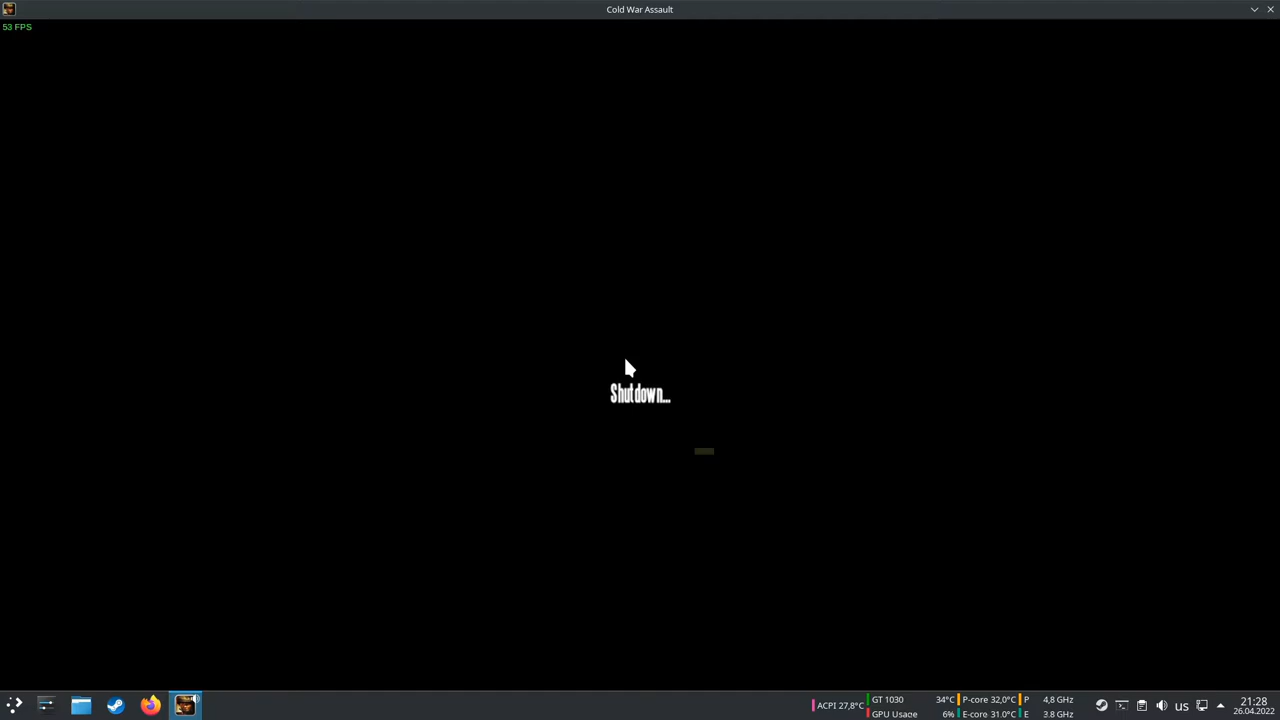 Cold War Assault
53 FPS
Shutdown...
ACPI 27,8°C
GT 1030 34°C
GPU Usage 6%
P-core 32,0°C
E-core 31,0°C
P 4,8 GHz
E 3,8 GHz
us
21:28
26.04.2022